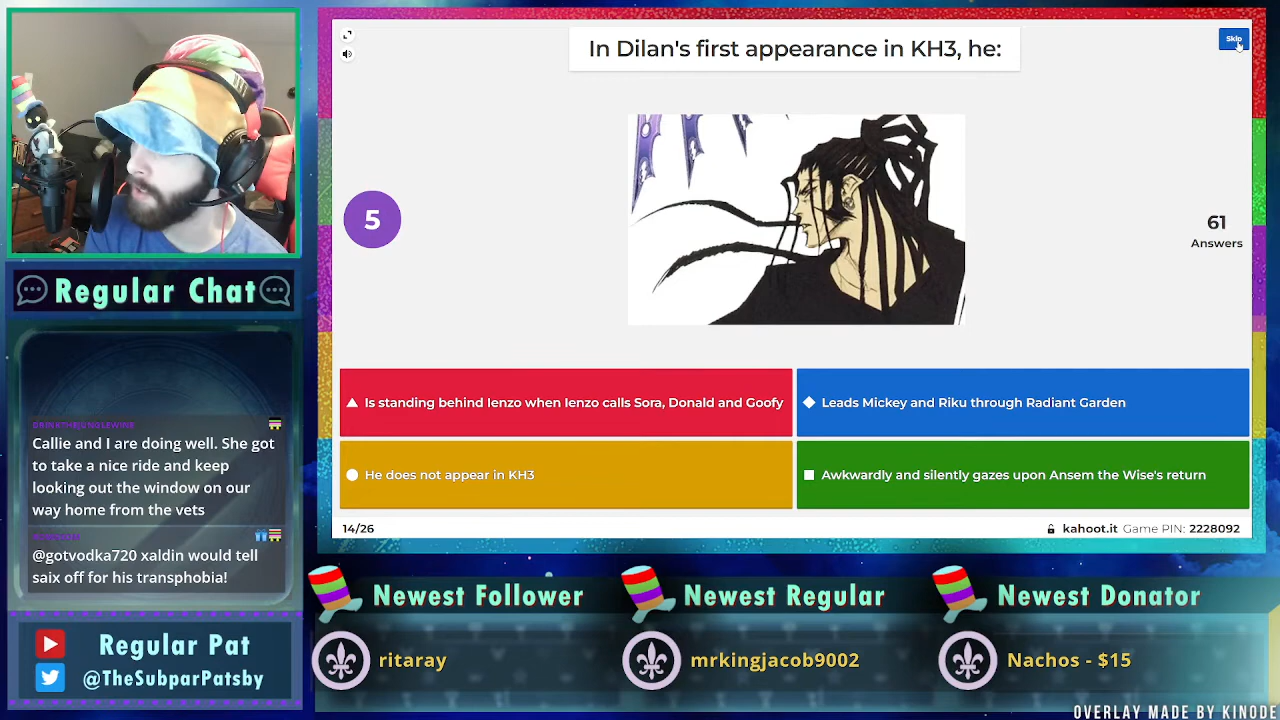 In Dilan's first appearance in KH3, he:
Skip
5
61
Answers
Is standing behind Ienzo when Ienzo calls Sora, Donald and Goofy
Leads Mickey and Riku through Radiant Garden
He does not appear in KH3
Awkwardly and silently gazes upon Ansem the Wise's return
14/26
kahoot.it Game PIN: 2228092
Regular Chat
Callie and I are doing well. She got
to take a nice ride and keep
looking out the window on our
way home from the vets
@gotvodka720 xaldin would tell
saix off for his transphobia!
Regular Pat
@TheSubparPatsby
Newest Follower
ritaray
Newest Regular
mrkingjacob9002
Newest Donator
Nachos - $15
OVERLAY MADE BY KINODE